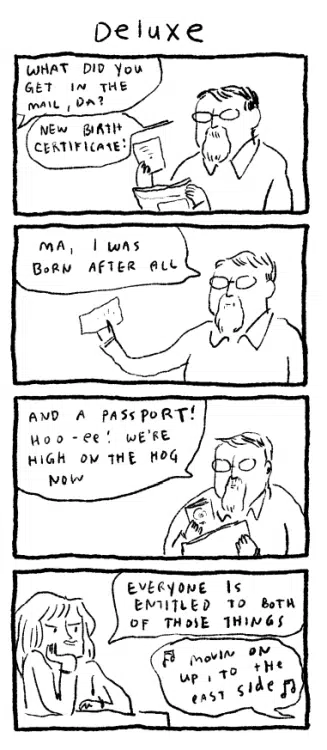 Deluxe
WHAT DID YOU
GET IN THE
MAIL, DA?
NEW BIRTH
CERTIFICATE!
MA, I WAS
BORN AFTER ALL
AND A PASSPORT!
HOO-ee! WE'RE
HIGH ON THE HOG
NOW
EVERYONE IS
ENTITLED TO BOTH
OF THOSE THINGS
♫ MOVIN ON
UP, TO tHE
eAST SIde ♫